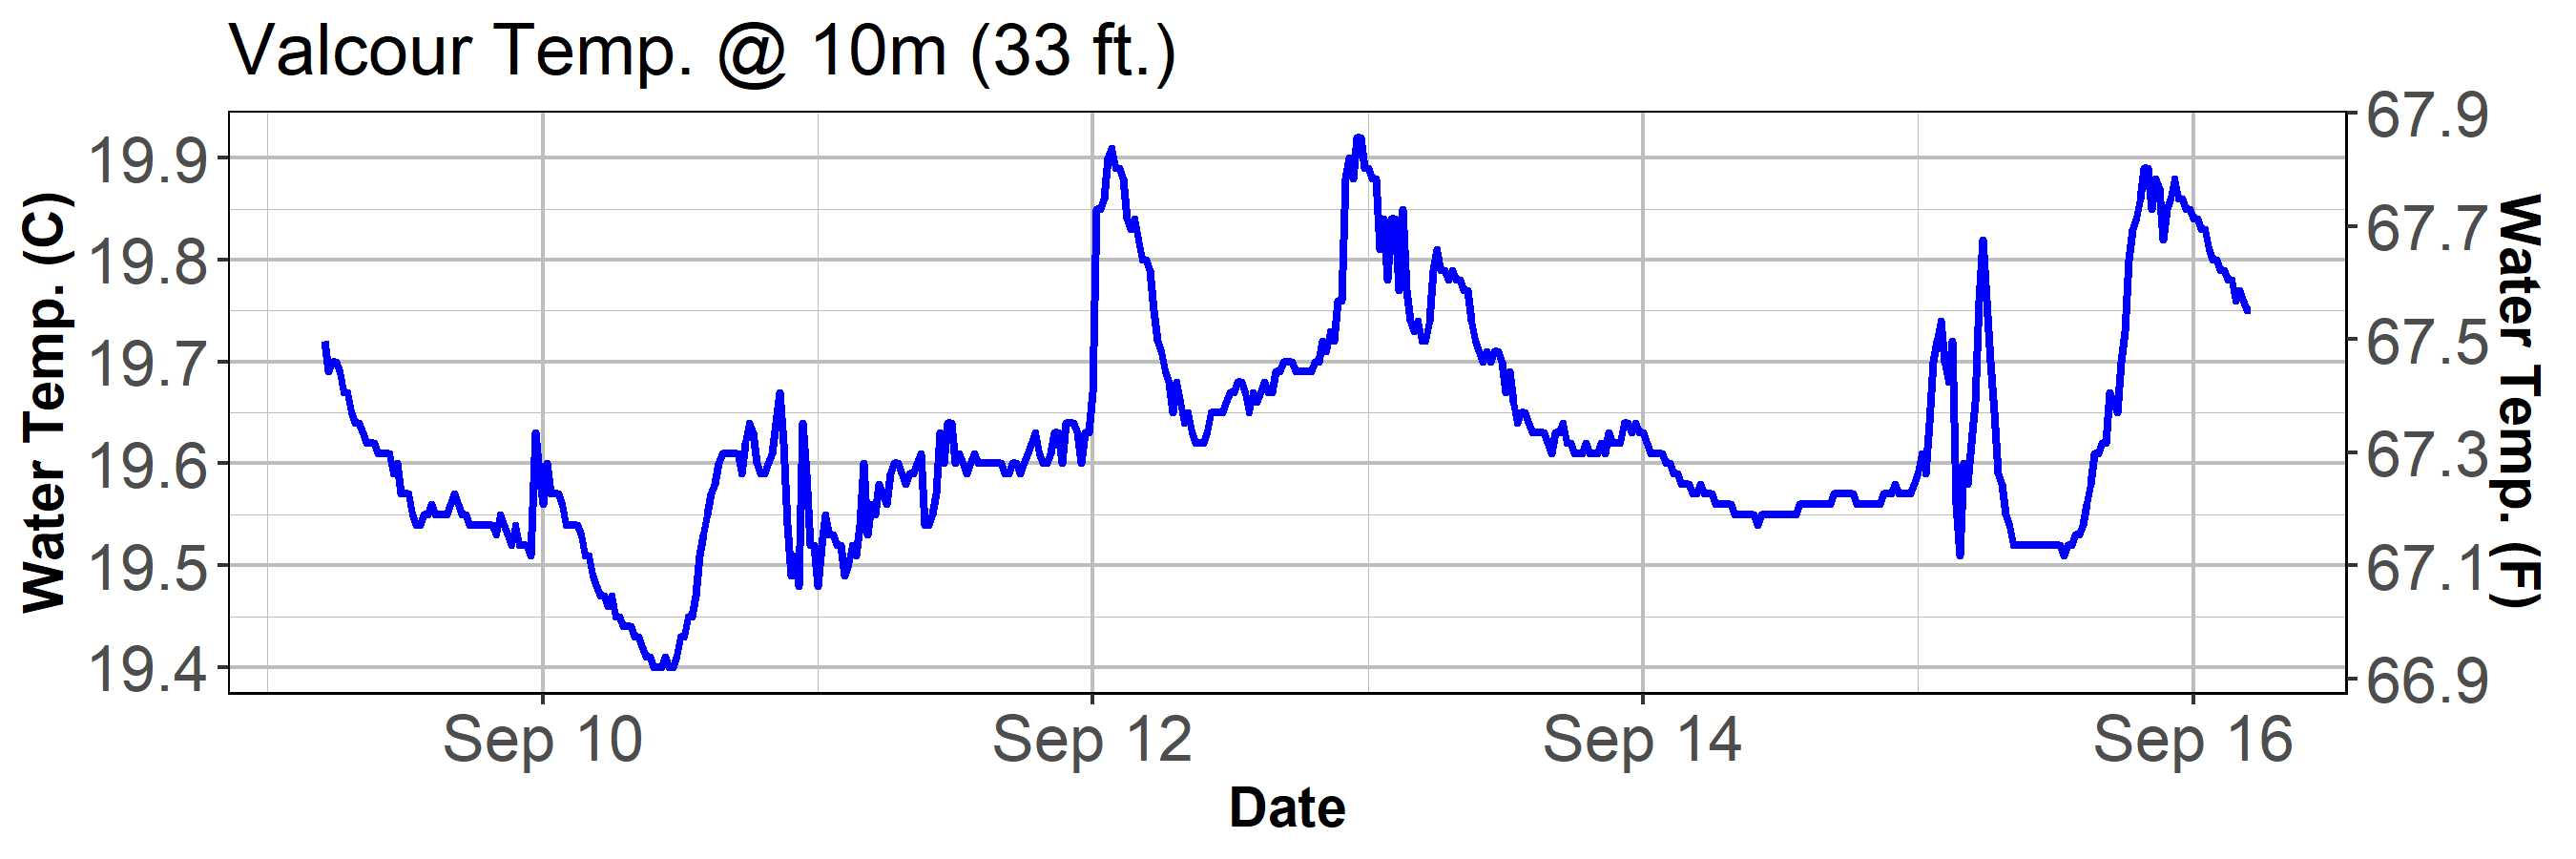 Valcour Temp. @ 10m (33 ft.)
Water Temp. (C)
19.9
19.8
19.7
19.6
19.5
19.4
67.9
67.7
67.5
67.3
67.1
66.9
Water Temp. (F)
Sep 10
Sep 12
Sep 14
Sep 16
Date